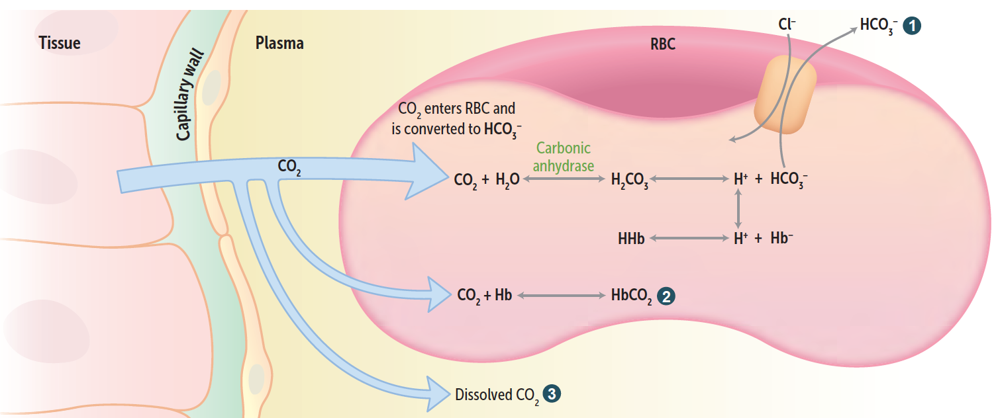 Tissue
Capillary wall
Plasma
RBC
Cl⁻
HCO₃⁻ 1
CO₂ enters RBC and
is converted to HCO₃⁻
CO₂
Carbonic
anhydrase
CO₂ + H₂O
H₂CO₃
H⁺ + HCO₃⁻
HHb
H⁺ + Hb⁻
CO₂ + Hb
HbCO₂ 2
Dissolved CO₂ 3